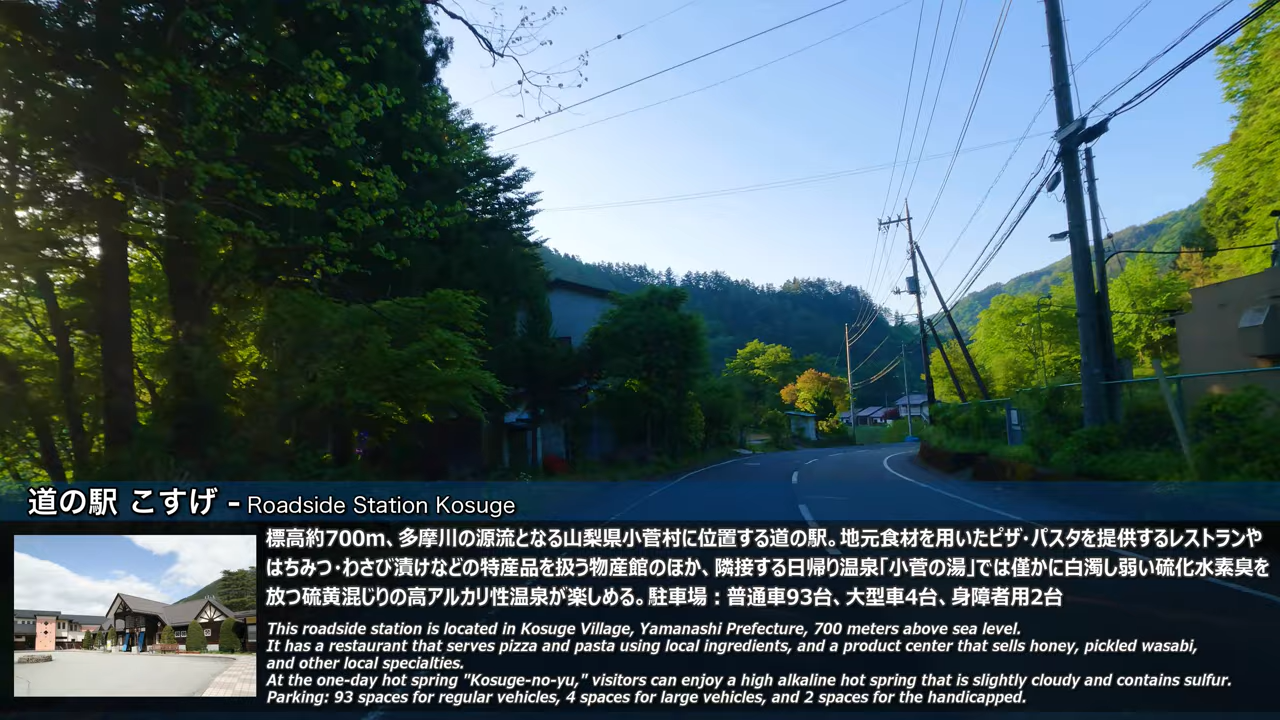 道の駅 こすげ - Roadside Station Kosuge
標高約700m、多摩川の源流となる山梨県小菅村に位置する道の駅。地元食材を用いたピザ・パスタを提供するレストランや
はちみつ・わさび漬けなどの特産品を扱う物産館のほか、隣接する日帰り温泉「小菅の湯」では僅かに白濁し弱い硫化水素臭を
放つ硫黄混じりの高アルカリ性温泉が楽しめる。駐車場：普通車93台、大型車4台、身障者用2台
This roadside station is located in Kosuge Village, Yamanashi Prefecture, 700 meters above sea level.
It has a restaurant that serves pizza and pasta using local ingredients, and a product center that sells honey, pickled wasabi,
and other local specialties.
At the one-day hot spring "Kosuge-no-yu," visitors can enjoy a high alkaline hot spring that is slightly cloudy and contains sulfur.
Parking: 93 spaces for regular vehicles, 4 spaces for large vehicles, and 2 spaces for the handicapped.